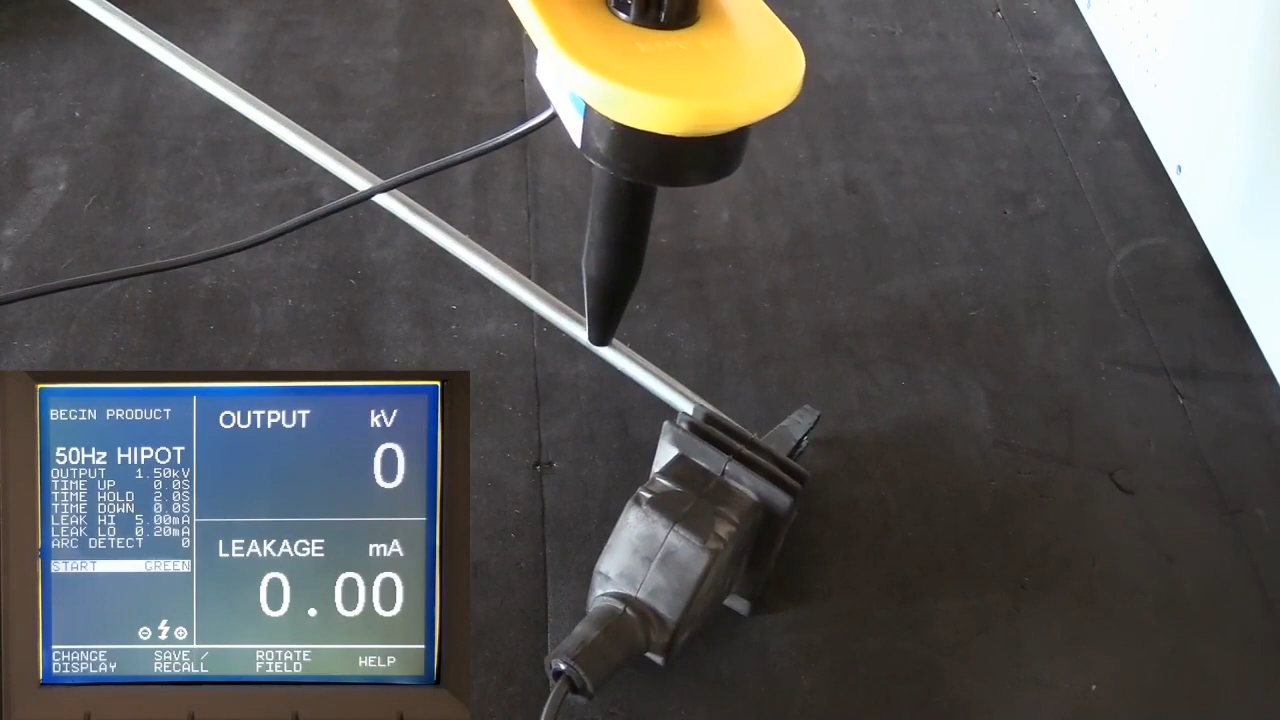 BEGIN PRODUCT
50Hz HIPOT
OUTPUT 1.50kV
TIME UP 0.0S
TIME HOLD 2.0S
TIME DOWN 0.0S
LEAK HI 5.00mA
LEAK LO 0.20mA
ARC DETECT 0
START GREEN
OUTPUT kV
0
LEAKAGE mA
0.00
CHANGE DISPLAY
SAVE / RECALL
ROTATE FIELD
HELP